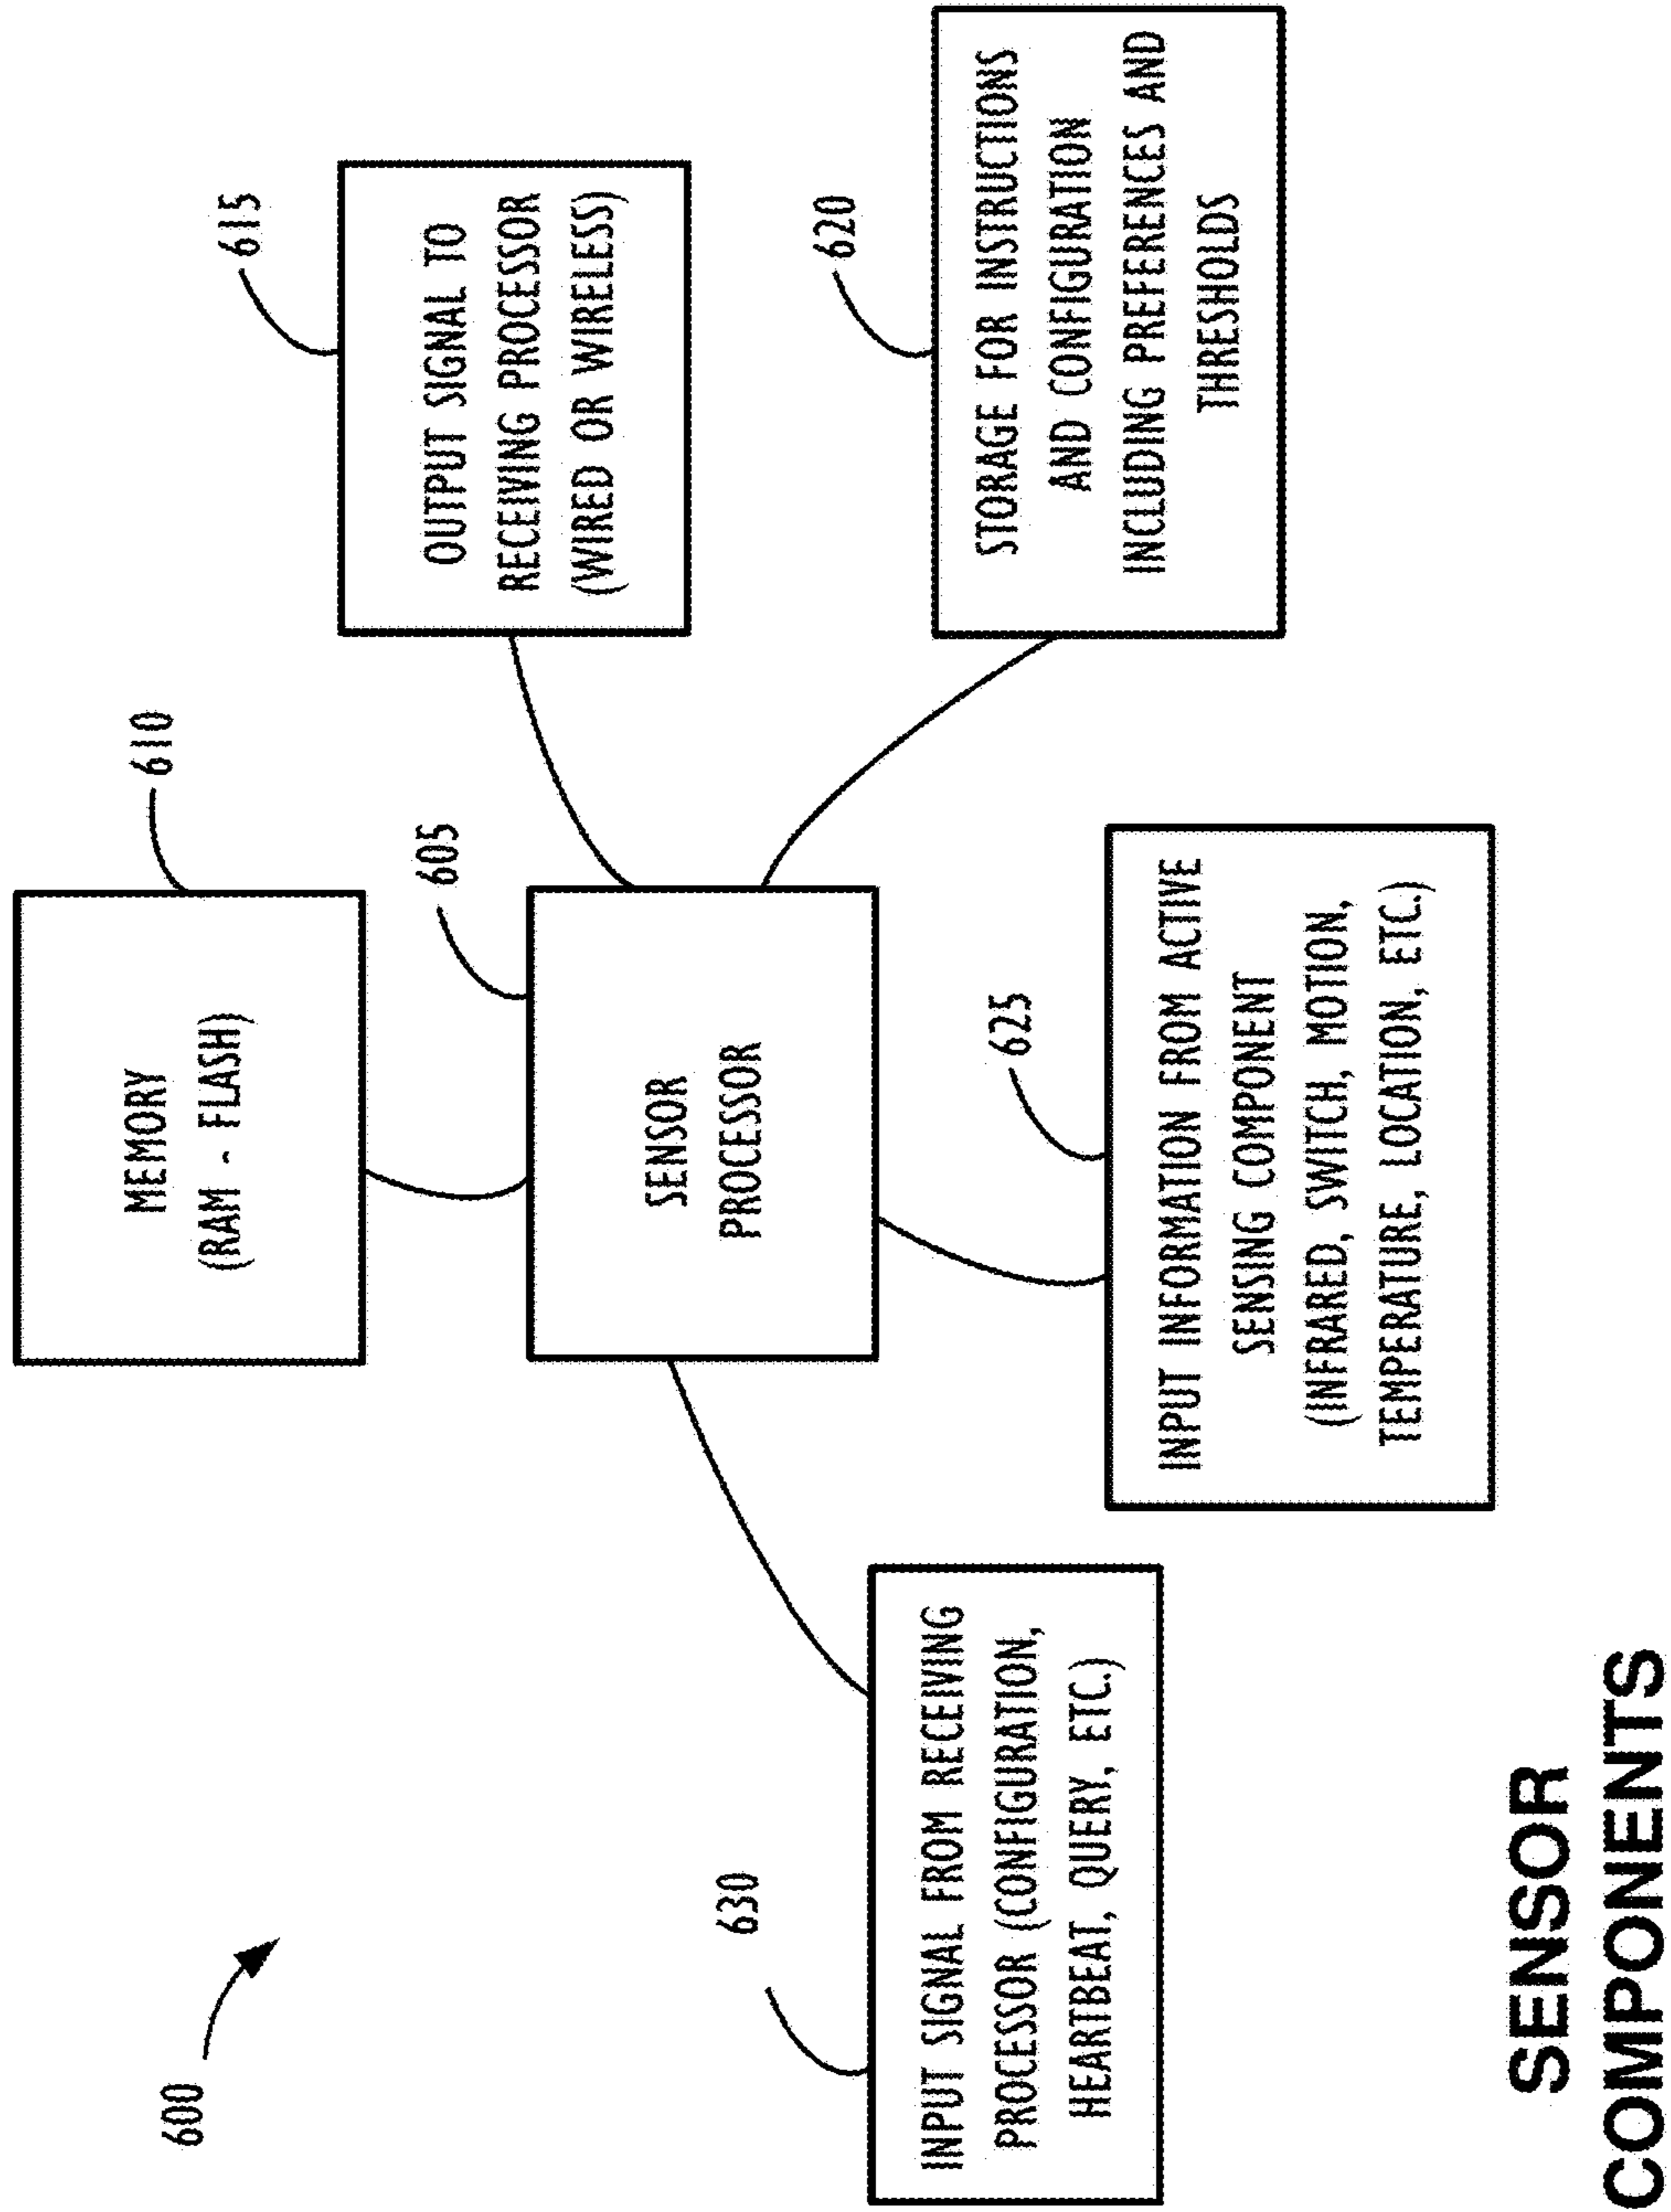 600
610
MEMORY
(RAM - FLASH)
605
SENSOR
PROCESSOR
615
OUTPUT SIGNAL TO
RECEIVING PROCESSOR
(WIRED OR WIRELESS)
620
STORAGE FOR INSTRUCTIONS
AND CONFIGURATION
INCLUDING PREFERENCES AND
THRESHOLDS
630
INPUT SIGNAL FROM RECEIVING
PROCESSOR (CONFIGURATION,
HEARTBEAT, QUERY, ETC.)
625
INPUT INFORMATION FROM ACTIVE
SENSING COMPONENT
(INFRARED, SWITCH, MOTION,
TEMPERATURE, LOCATION, ETC.)
SENSOR
COMPONENTS